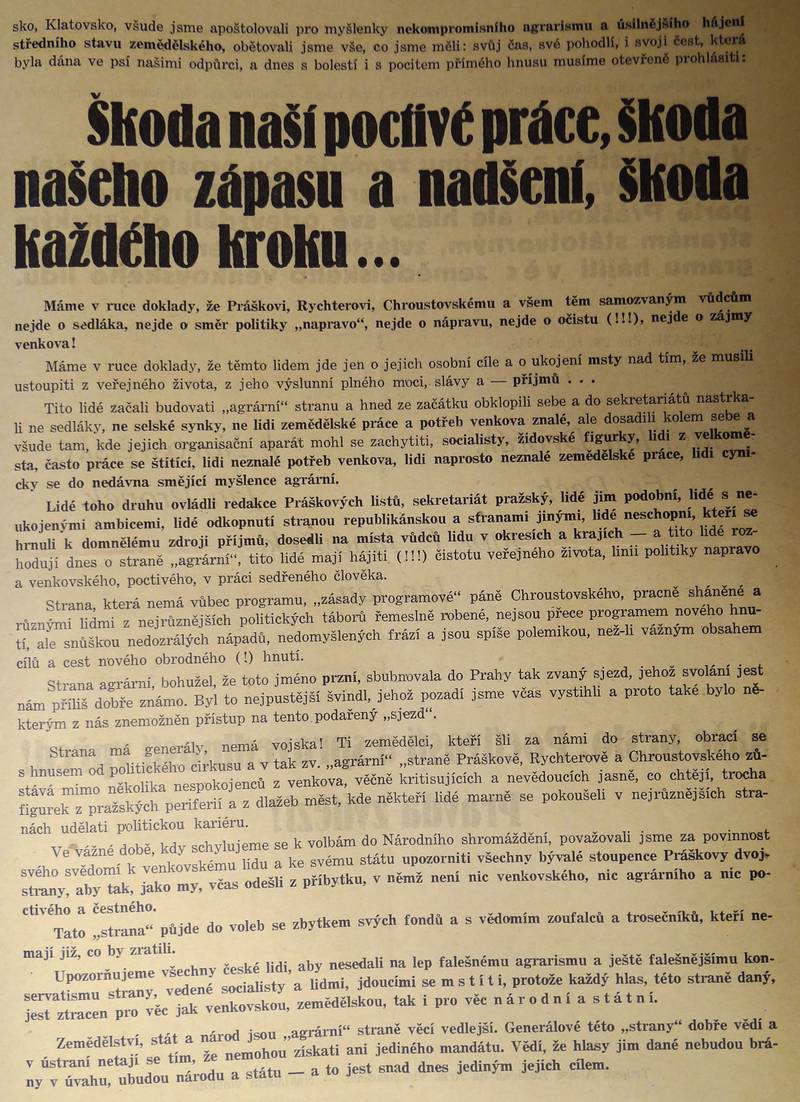 sko, Klatovsko, všude jsme apoštolovali pro myšlenky nekompromisního agrarismu a úsilnějšího hájení
středního stavu zemědělského, obětovali jsme vše, co jsme měli: svůj čas, své pohodlí, i svoji čest, která
byla dána ve psí našimi odpůrci, a dnes s bolestí i s pocitem přímého hnusu musíme otevřeně prohlásiti:
Škoda naší poctivé práce, škoda
našeho zápasu a nadšení, škoda
každého kroku...
Máme v ruce doklady, že Práškovi, Rychterovi, Chroustovskému a všem těm samozvaným vůdcům
nejde o sedláka, nejde o směr politiky „napravo“, nejde o nápravu, nejde o očistu (!!!), nejde o zájmy
venkova!
Máme v ruce doklady, že těmto lidem jde jen o jejich osobní cíle a o ukojení msty nad tím, že musili
ustoupiti z veřejného života, z jeho výslunní plného moci, slávy a — příjmů . . .
Tito lidé začali budovati „agrární“ stranu a hned ze začátku obklopili sebe a do sekretariátů nastrka-
li ne sedláky, ne selské synky, ne lidi zemědělské práce a potřeb venkova znalé, ale dosadili kolem sebe a
všude tam, kde jejich organisační aparát mohl se zachytiti, socialisty, židovské figurky, lidi z velkomě-
sta, často práce se štítící, lidi neznalé potřeb venkova, lidi naprosto neznalé zemědělské práce, lidi cyni-
cky se do nedávna smějící myšlence agrární.
Lidé toho druhu ovládli redakce Práškových listů, sekretariát pražský, lidé jim podobní, lidé s ne-
ukojenými ambicemi, lidé odkopnutí stranou republikánskou a stranami jinými, lidé neschopní, kteří se
hrnuli k domnělému zdroji příjmů, dosedli na místa vůdců lidu v okresích a krajích — a tito lidé roz-
hodují dnes o straně „agrární“, tito lidé mají hájiti (!!!) čistotu veřejného života, linii politiky napravo
a venkovského, poctivého, v práci sedřeného člověka.
Strana, která nemá vůbec programu, „zásady programové“ páně Chroustovského, pracně sháněné a
různými lidmi z nejrůznějších politických táborů řemeslně robené, nejsou přece programem nového hnu-
tí, ale snůškou nedozrálých nápadů, nedomyšlených frází a jsou spíše polemikou, než-li vážným obsahem
cílů a cest nového obrodného (!) hnutí.
Strana agrární, bohužel, že toto jméno przní, sbubnovala do Prahy tak zvaný sjezd, jehož svolání jest
nám příliš dobře známo. Byl to nejpustější švindl, jehož pozadí jsme včas vystihli a proto také bylo ně-
kterým z nás znemožněn přístup na tento podařený „sjezd“.
Strana má generály, nemá vojska! Ti zemědělci, kteří šli za námi do strany, obrací se
s hnusem od politického cirkusu a v tak zv. „agrární“ „straně Práškově, Rychterově a Chroustovského zů-
stává mimo několika nespokojenců z venkova, věčně kritisujících a nevědoucích jasně, co chtějí, trocha
figurek z pražských periferií a z dlažeb měst, kde někteří lidé marně se pokoušeli v nejrůznějších stra-
nách udělati politickou kariéru.
Ve vážné době, kdy schylujeme se k volbám do Národního shromáždění, považovali jsme za povinnost
svého svědomí k venkovskému lidu a ke svému státu upozorniti všechny bývalé stoupence Práškovy dvoj-
strany, aby tak, jako my, včas odešli z příbytku, v němž není nic venkovského, nic agrárního a nic po-
ctivého a čestného.
Tato „strana“ půjde do voleb se zbytkem svých fondů a s vědomím zoufalců a trosečníků, kteří ne-
mají již, co by ztratili.
Upozorňujeme všechny české lidi, aby nesedali na lep falešnému agrarismu a ještě falešnějšímu kon-
servatismu strany, vedené socialisty a lidmi, jdoucími se m s t í t i, protože každý hlas, této straně daný,
jest ztracen pro věc jak venkovskou, zemědělskou, tak i pro věc n á r o d n í a s t á t n í.
Zemědělství, stát a národ jsou „agrární“ straně věcí vedlejší. Generálové této „strany“ dobře vědí a
v ústraní netají se tím, že nemohou získati ani jediného mandátu. Vědí, že hlasy jim dané nebudou brá-
ny v úvahu, ubudou národu a státu — a to jest snad dnes jediným jejich cílem.